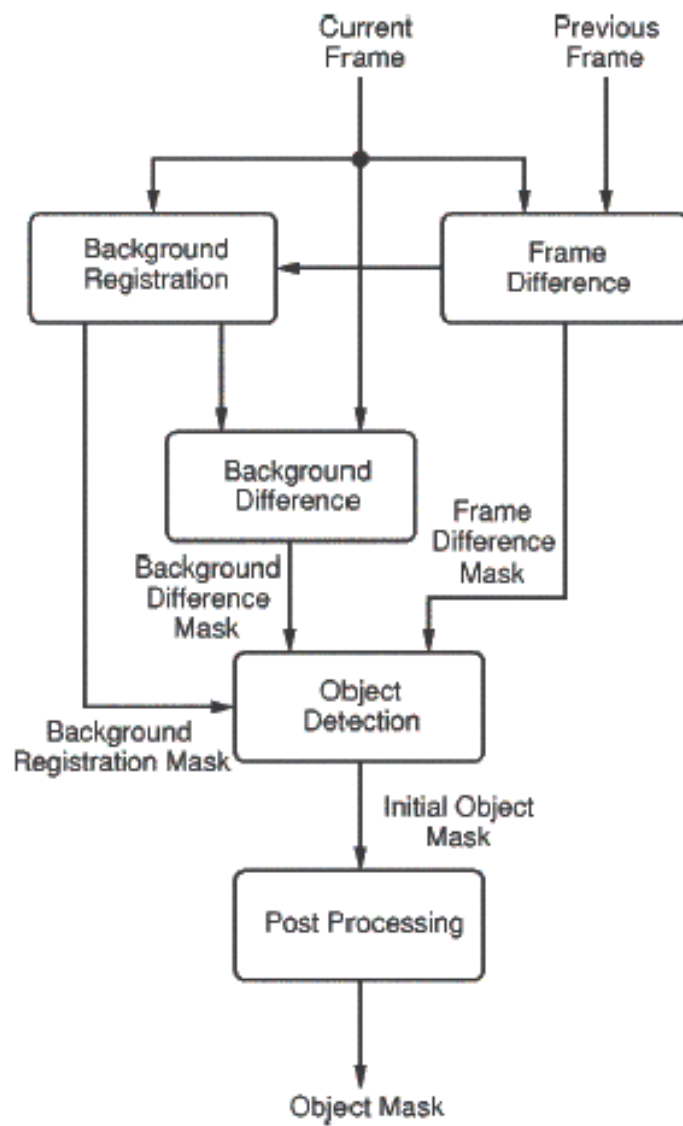 Current
Frame
Previous
Frame
Background
Registration
Frame
Difference
Background
Difference
Frame
Difference
Mask
Background
Difference
Mask
Object
Detection
Background
Registration Mask
Initial Object
Mask
Post Processing
Object Mask